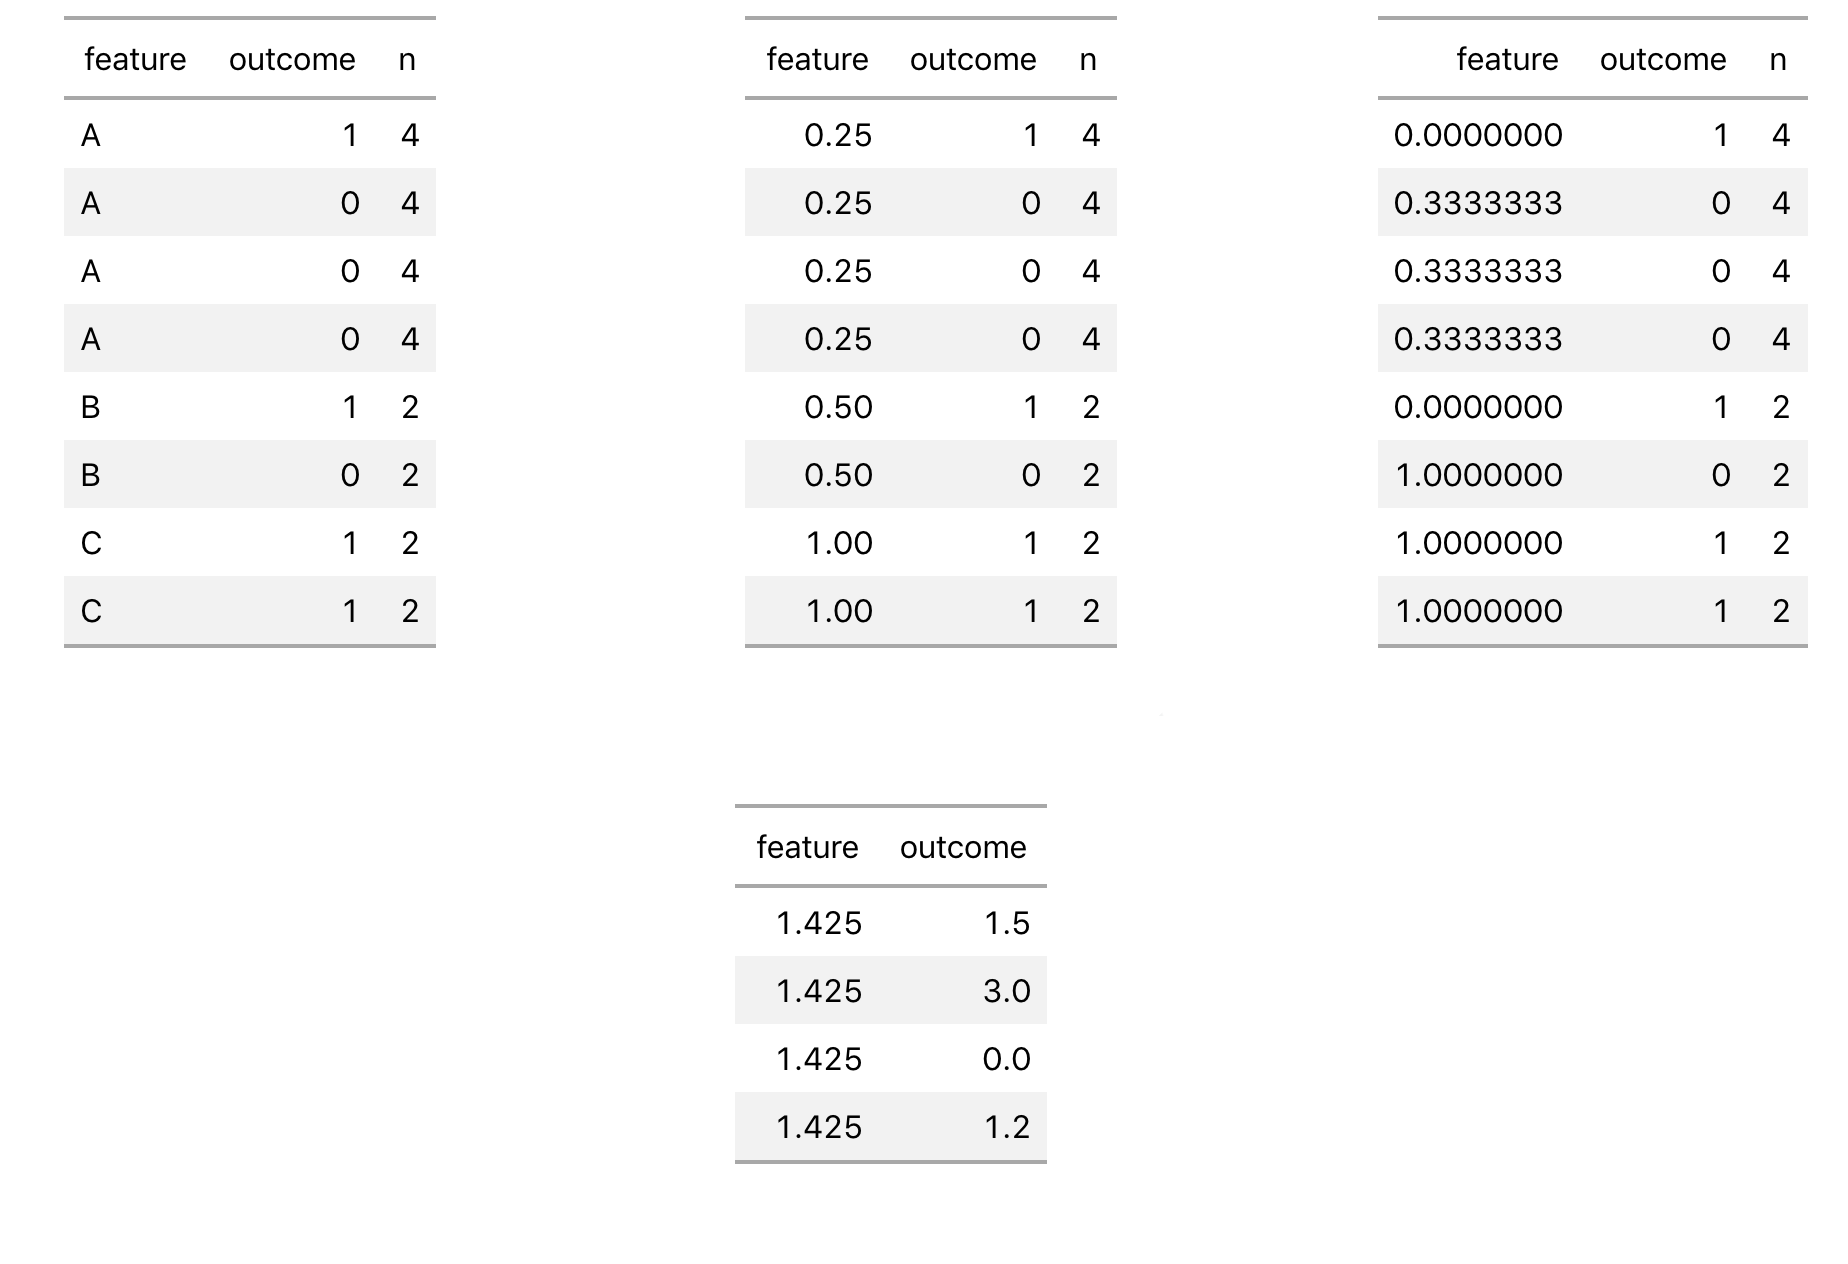 feature outcome n
A 1 4
A 0 4
A 0 4
A 0 4
B 1 2
B 0 2
C 1 2
C 1 2
feature outcome n
0.25 1 4
0.25 0 4
0.25 0 4
0.25 0 4
0.50 1 2
0.50 0 2
1.00 1 2
1.00 1 2
feature outcome n
0.0000000 1 4
0.3333333 0 4
0.3333333 0 4
0.3333333 0 4
0.0000000 1 2
1.0000000 0 2
1.0000000 1 2
1.0000000 1 2
feature outcome
1.425 1.5
1.425 3.0
1.425 0.0
1.425 1.2